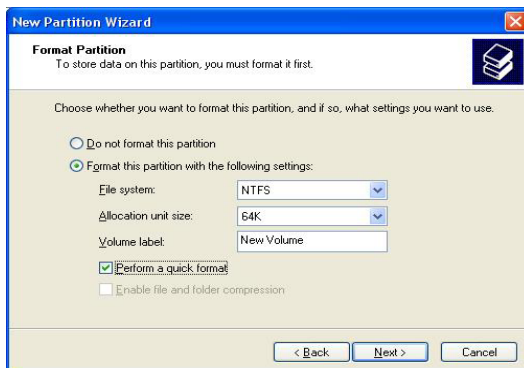 New Partition Wizard
Format Partition
To store data on this partition, you must format it first.
Choose whether you want to format this partition, and if so, what settings you want to use.
Do not format this partition
Format this partition with the following settings:
File system: NTFS
Allocation unit size: 64K
Volume label: New Volume
Perform a quick format
Enable file and folder compression
< Back Next > Cancel